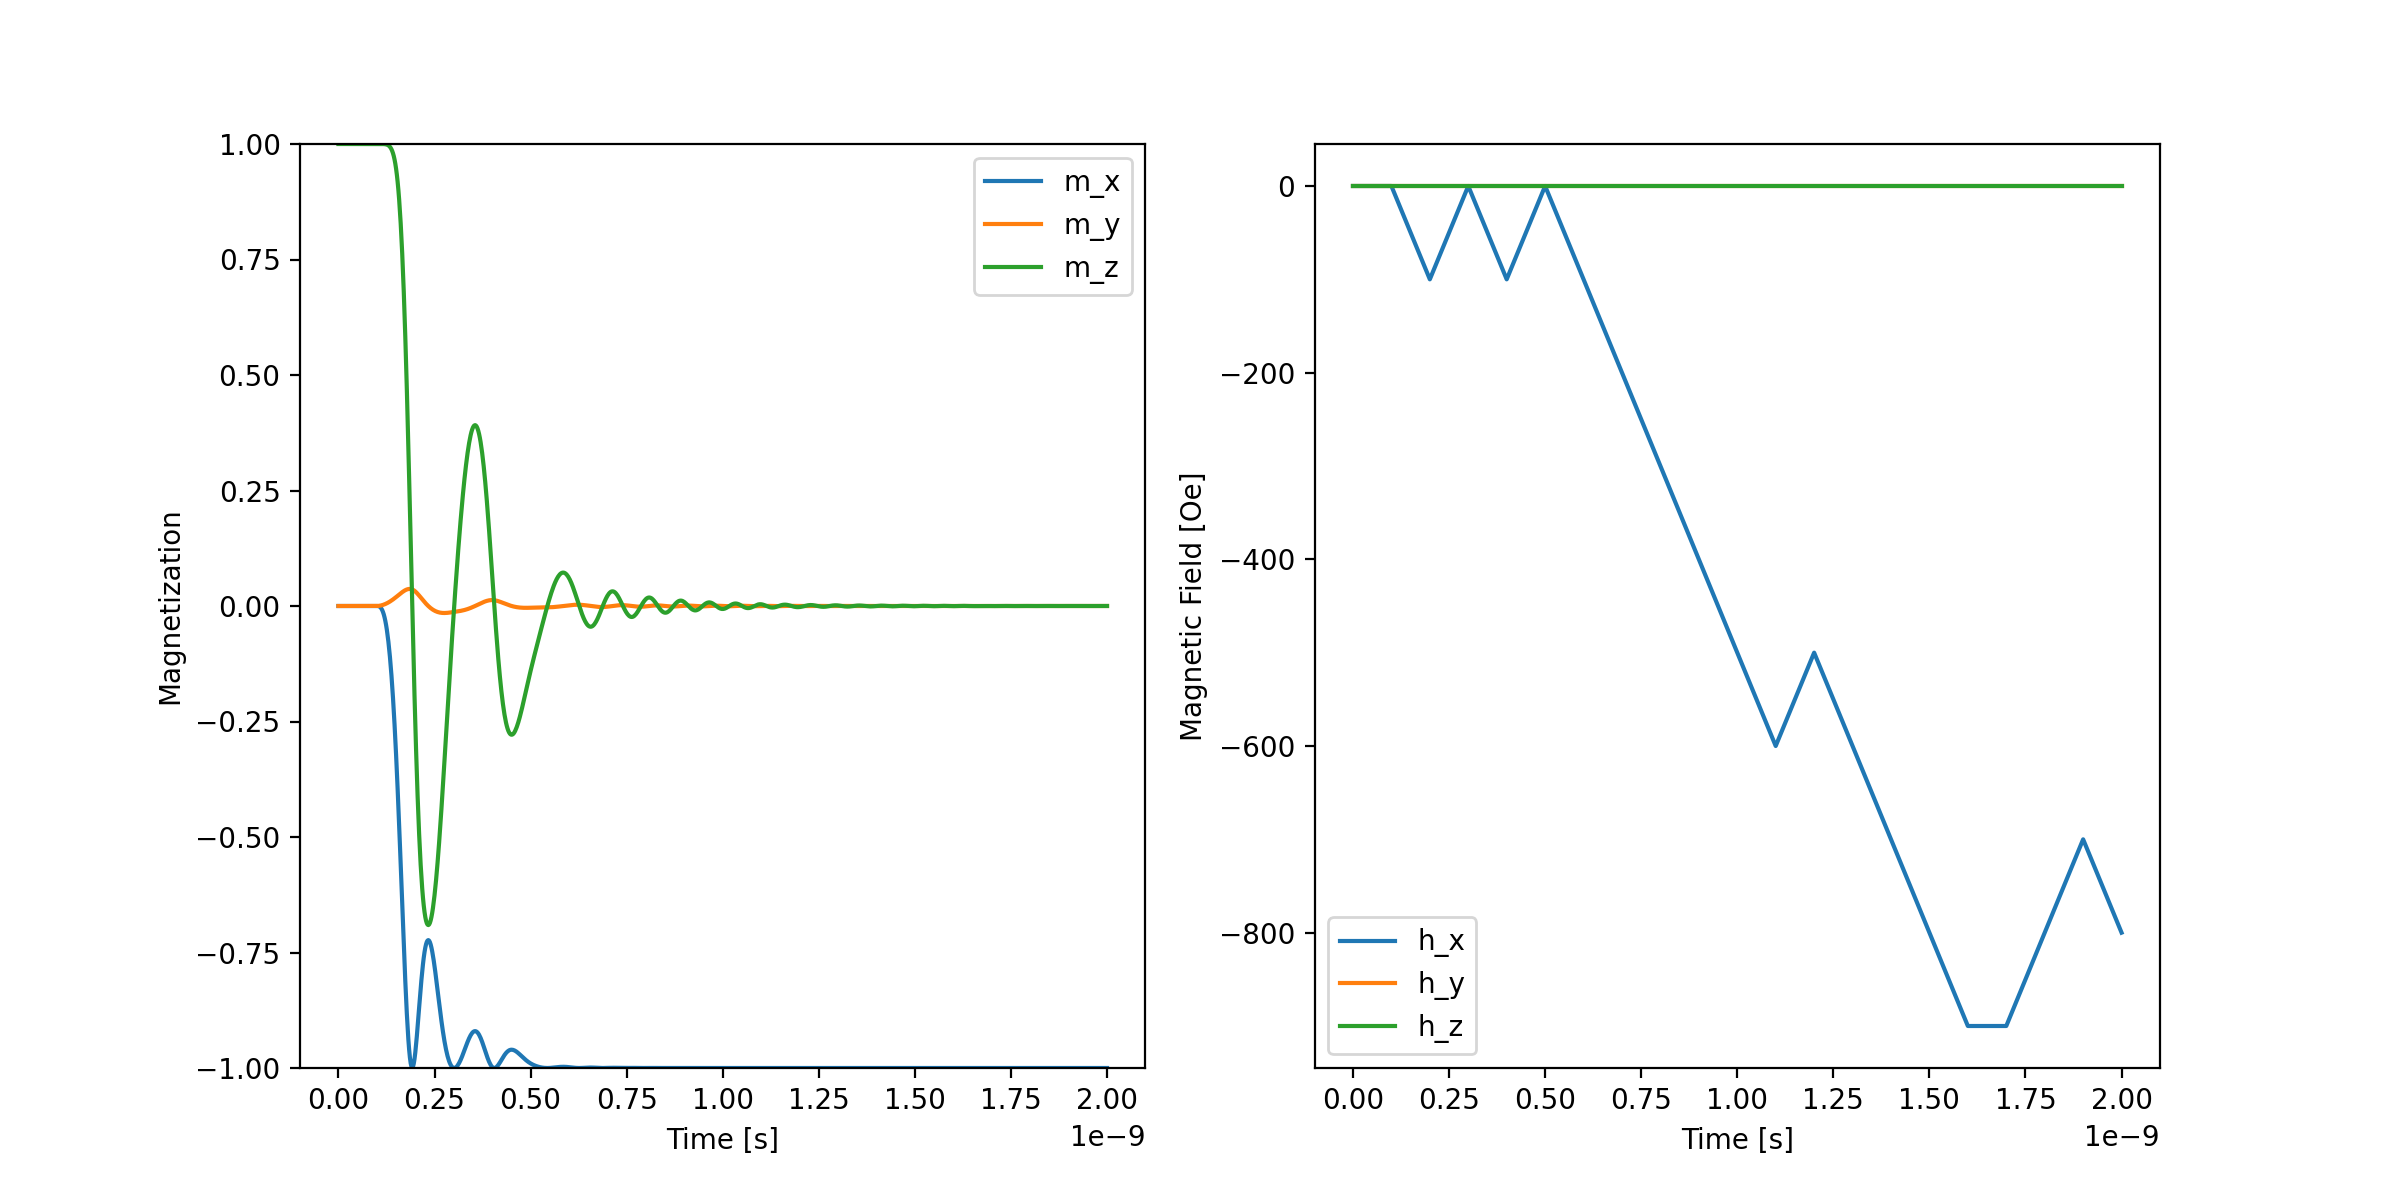 1.00
0.75
0.50
0.25
0.00
−0.25
−0.50
−0.75
−1.00
Magnetization
m_x
m_y
m_z
0.00 0.25 0.50 0.75 1.00 1.25 1.50 1.75 2.00
Time [s]
1e−9
0
−200
−400
−600
−800
Magnetic Field [Oe]
h_x
h_y
h_z
0.00 0.25 0.50 0.75 1.00 1.25 1.50 1.75 2.00
Time [s]
1e−9